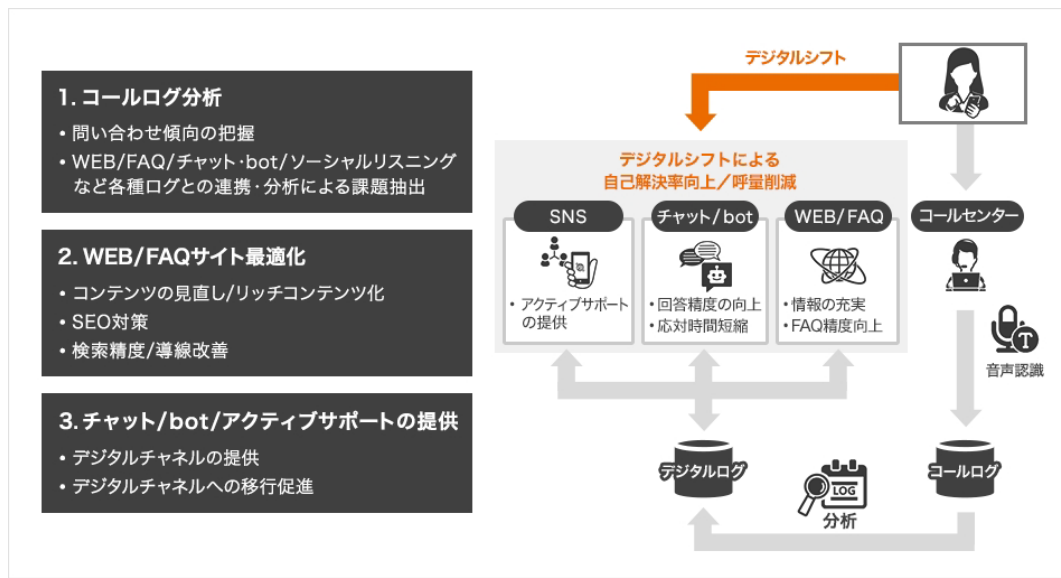 1. コールログ分析
・問い合わせ傾向の把握
・WEB/FAQ/チャット・bot/ソーシャルリスニング
など各種ログとの連携・分析による課題抽出
2. WEB/FAQサイト最適化
・コンテンツの見直し/リッチコンテンツ化
・SEO対策
・検索精度/導線改善
3. チャット/bot/アクティブサポートの提供
・デジタルチャネルの提供
・デジタルチャネルへの移行促進
デジタルシフト
デジタルシフトによる
自己解決率向上/呼量削減
SNS
・アクティブサポート
の提供
チャット/bot
・回答精度の向上
・応対時間短縮
WEB/FAQ
・情報の充実
・FAQ精度向上
コールセンター
T
音声認識
デジタルログ
LOG
分析
コールログ